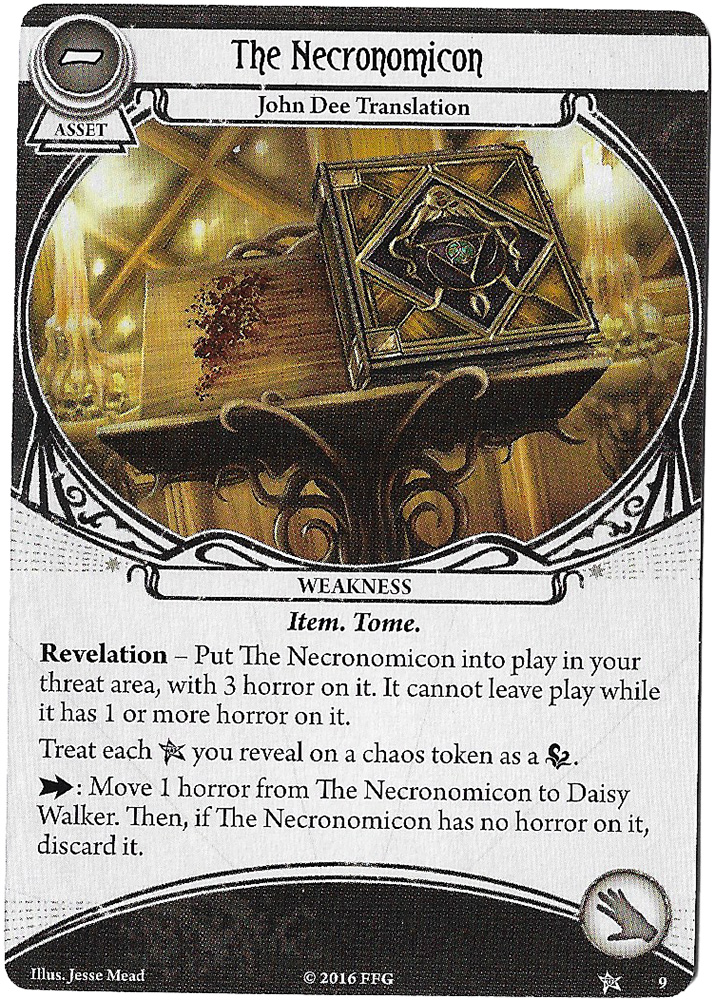 The Necronomicon
John Dee Translation
ASSET
WEAKNESS
Item. Tome.
Revelation – Put The Necronomicon into play in your
threat area, with 3 horror on it. It cannot leave play while
it has 1 or more horror on it.
Treat each you reveal on a chaos token as a .
: Move 1 horror from The Necronomicon to Daisy
Walker. Then, if The Necronomicon has no horror on it,
discard it.
Illus. Jesse Mead
© 2016 FFG
9